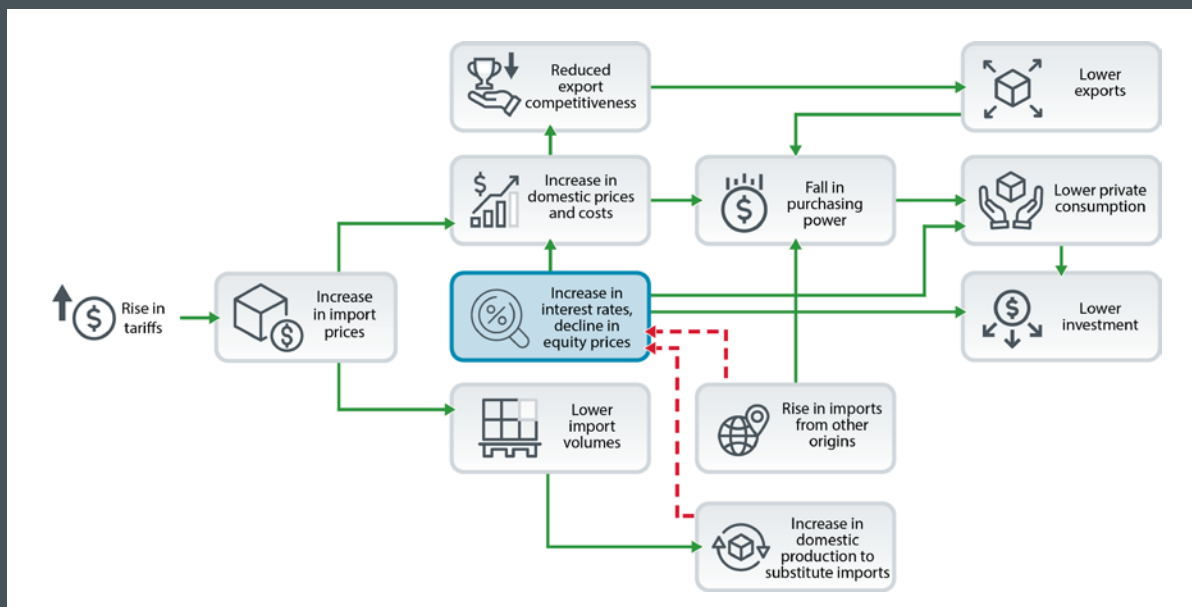 Reduced
export
competitiveness
Lower
exports
Increase in
domestic prices
and costs
Fall in
purchasing
power
Lower private
consumption
Rise in
tariffs
Increase
in import
prices
Increase in
interest rates,
decline in
equity prices
Lower
investment
Lower
import
volumes
Rise in imports
from other
origins
Increase in
domestic
production to
substitute imports